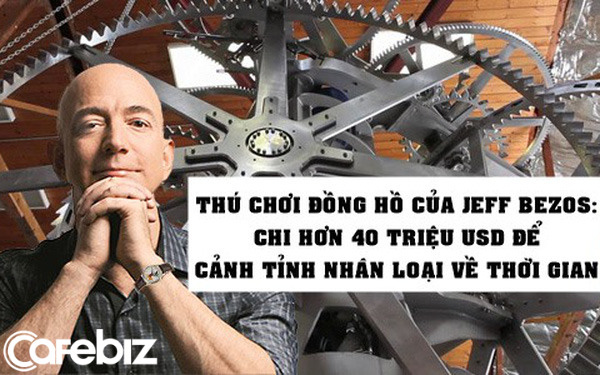 THÚ CHƠI ĐỒNG HỒ CỦA JEFF BEZOS:
CHI HƠN 40 TRIỆU USD ĐỂ
CẢNH TỈNH NHÂN LOẠI VỀ THỜI GIAN
Cafebiz